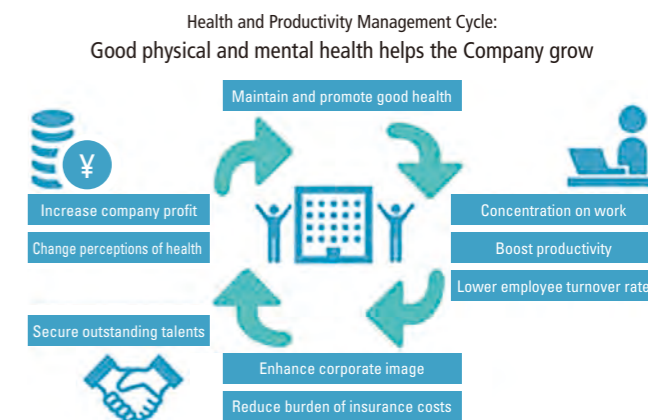 Health and Productivity Management Cycle:
Good physical and mental health helps the Company grow
Maintain and promote good health
¥
Increase company profit
Change perceptions of health
Concentration on work
Boost productivity
Lower employee turnover rate
Secure outstanding talents
Enhance corporate image
Reduce burden of insurance costs